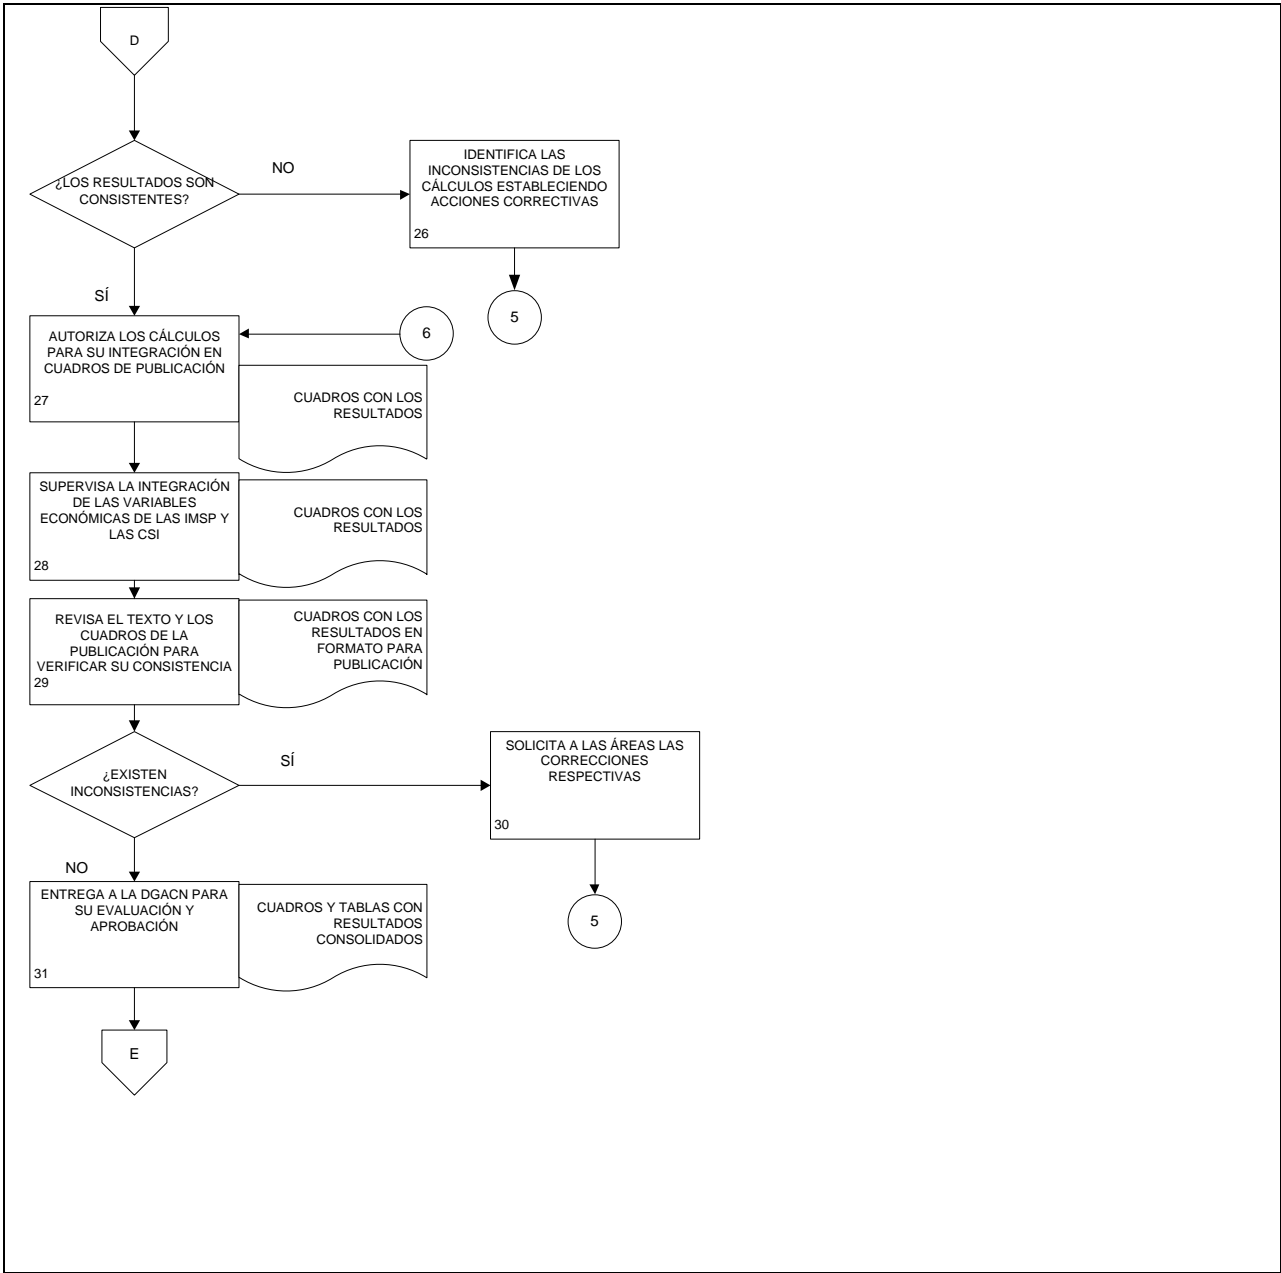 D
¿LOS RESULTADOS SON
CONSISTENTES?
NO
IDENTIFICA LAS
INCONSISTENCIAS DE LOS
CÁLCULOS ESTABLECIENDO
ACCIONES CORRECTIVAS
26
5
SÍ
AUTORIZA LOS CÁLCULOS
PARA SU INTEGRACIÓN EN
CUADROS DE PUBLICACIÓN
27
6
CUADROS CON LOS
RESULTADOS
SUPERVISA LA INTEGRACIÓN
DE LAS VARIABLES
ECONÓMICAS DE LAS IMSP Y
LAS CSI
28
CUADROS CON LOS
RESULTADOS
REVISA EL TEXTO Y LOS
CUADROS DE LA
PUBLICACIÓN PARA
VERIFICAR SU CONSISTENCIA
29
CUADROS CON LOS
RESULTADOS EN
FORMATO PARA
PUBLICACIÓN
¿EXISTEN
INCONSISTENCIAS?
SÍ
SOLICITA A LAS ÁREAS LAS
CORRECCIONES
RESPECTIVAS
30
5
NO
ENTREGA A LA DGACN PARA
SU EVALUACIÓN Y
APROBACIÓN
31
CUADROS Y TABLAS CON
RESULTADOS
CONSOLIDADOS
E